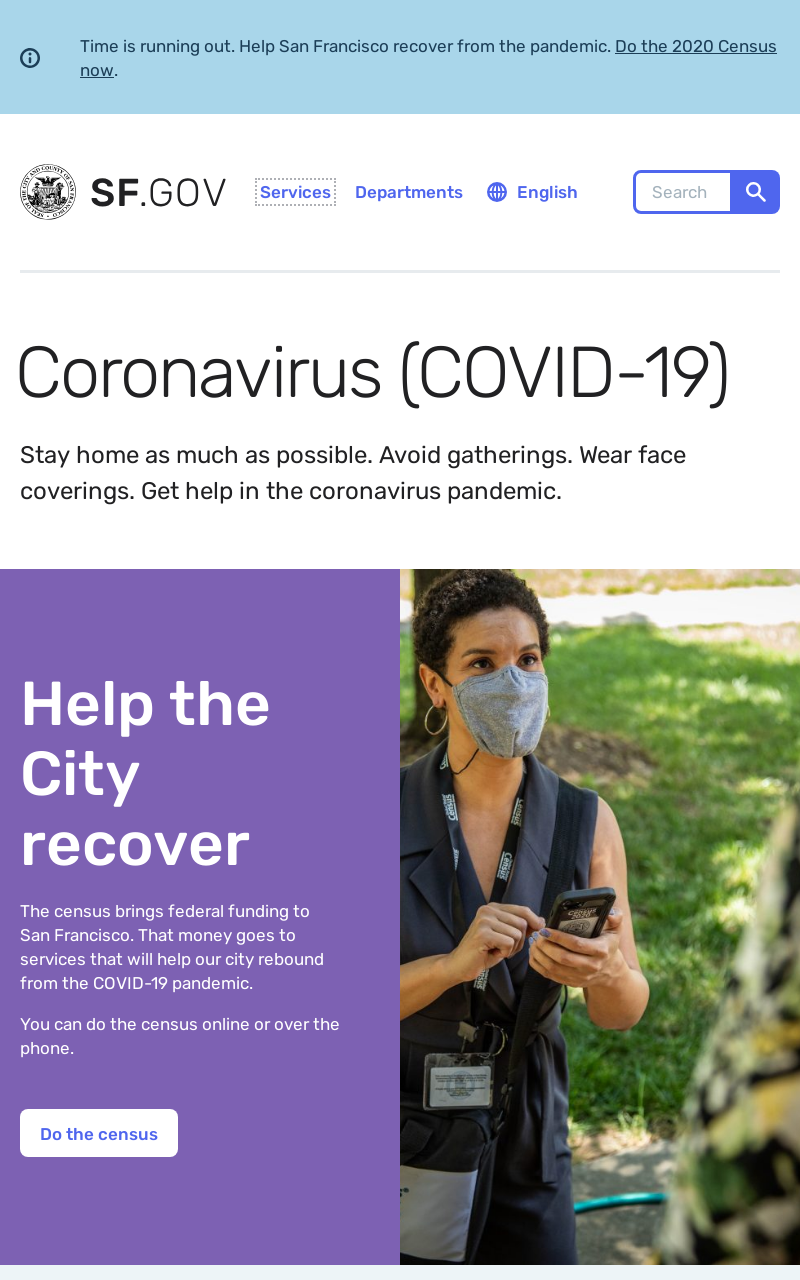 Time is running out. Help San Francisco recover from the pandemic. Do the 2020 Census
now.
SF.GOV
Services
Departments
English
Search
Coronavirus (COVID-19)
Stay home as much as possible. Avoid gatherings. Wear face
coverings. Get help in the coronavirus pandemic.
Help the
City
recover
The census brings federal funding to
San Francisco. That money goes to
services that will help our city rebound
from the COVID-19 pandemic.
You can do the census online or over the
phone.
Do the census
Census
Census